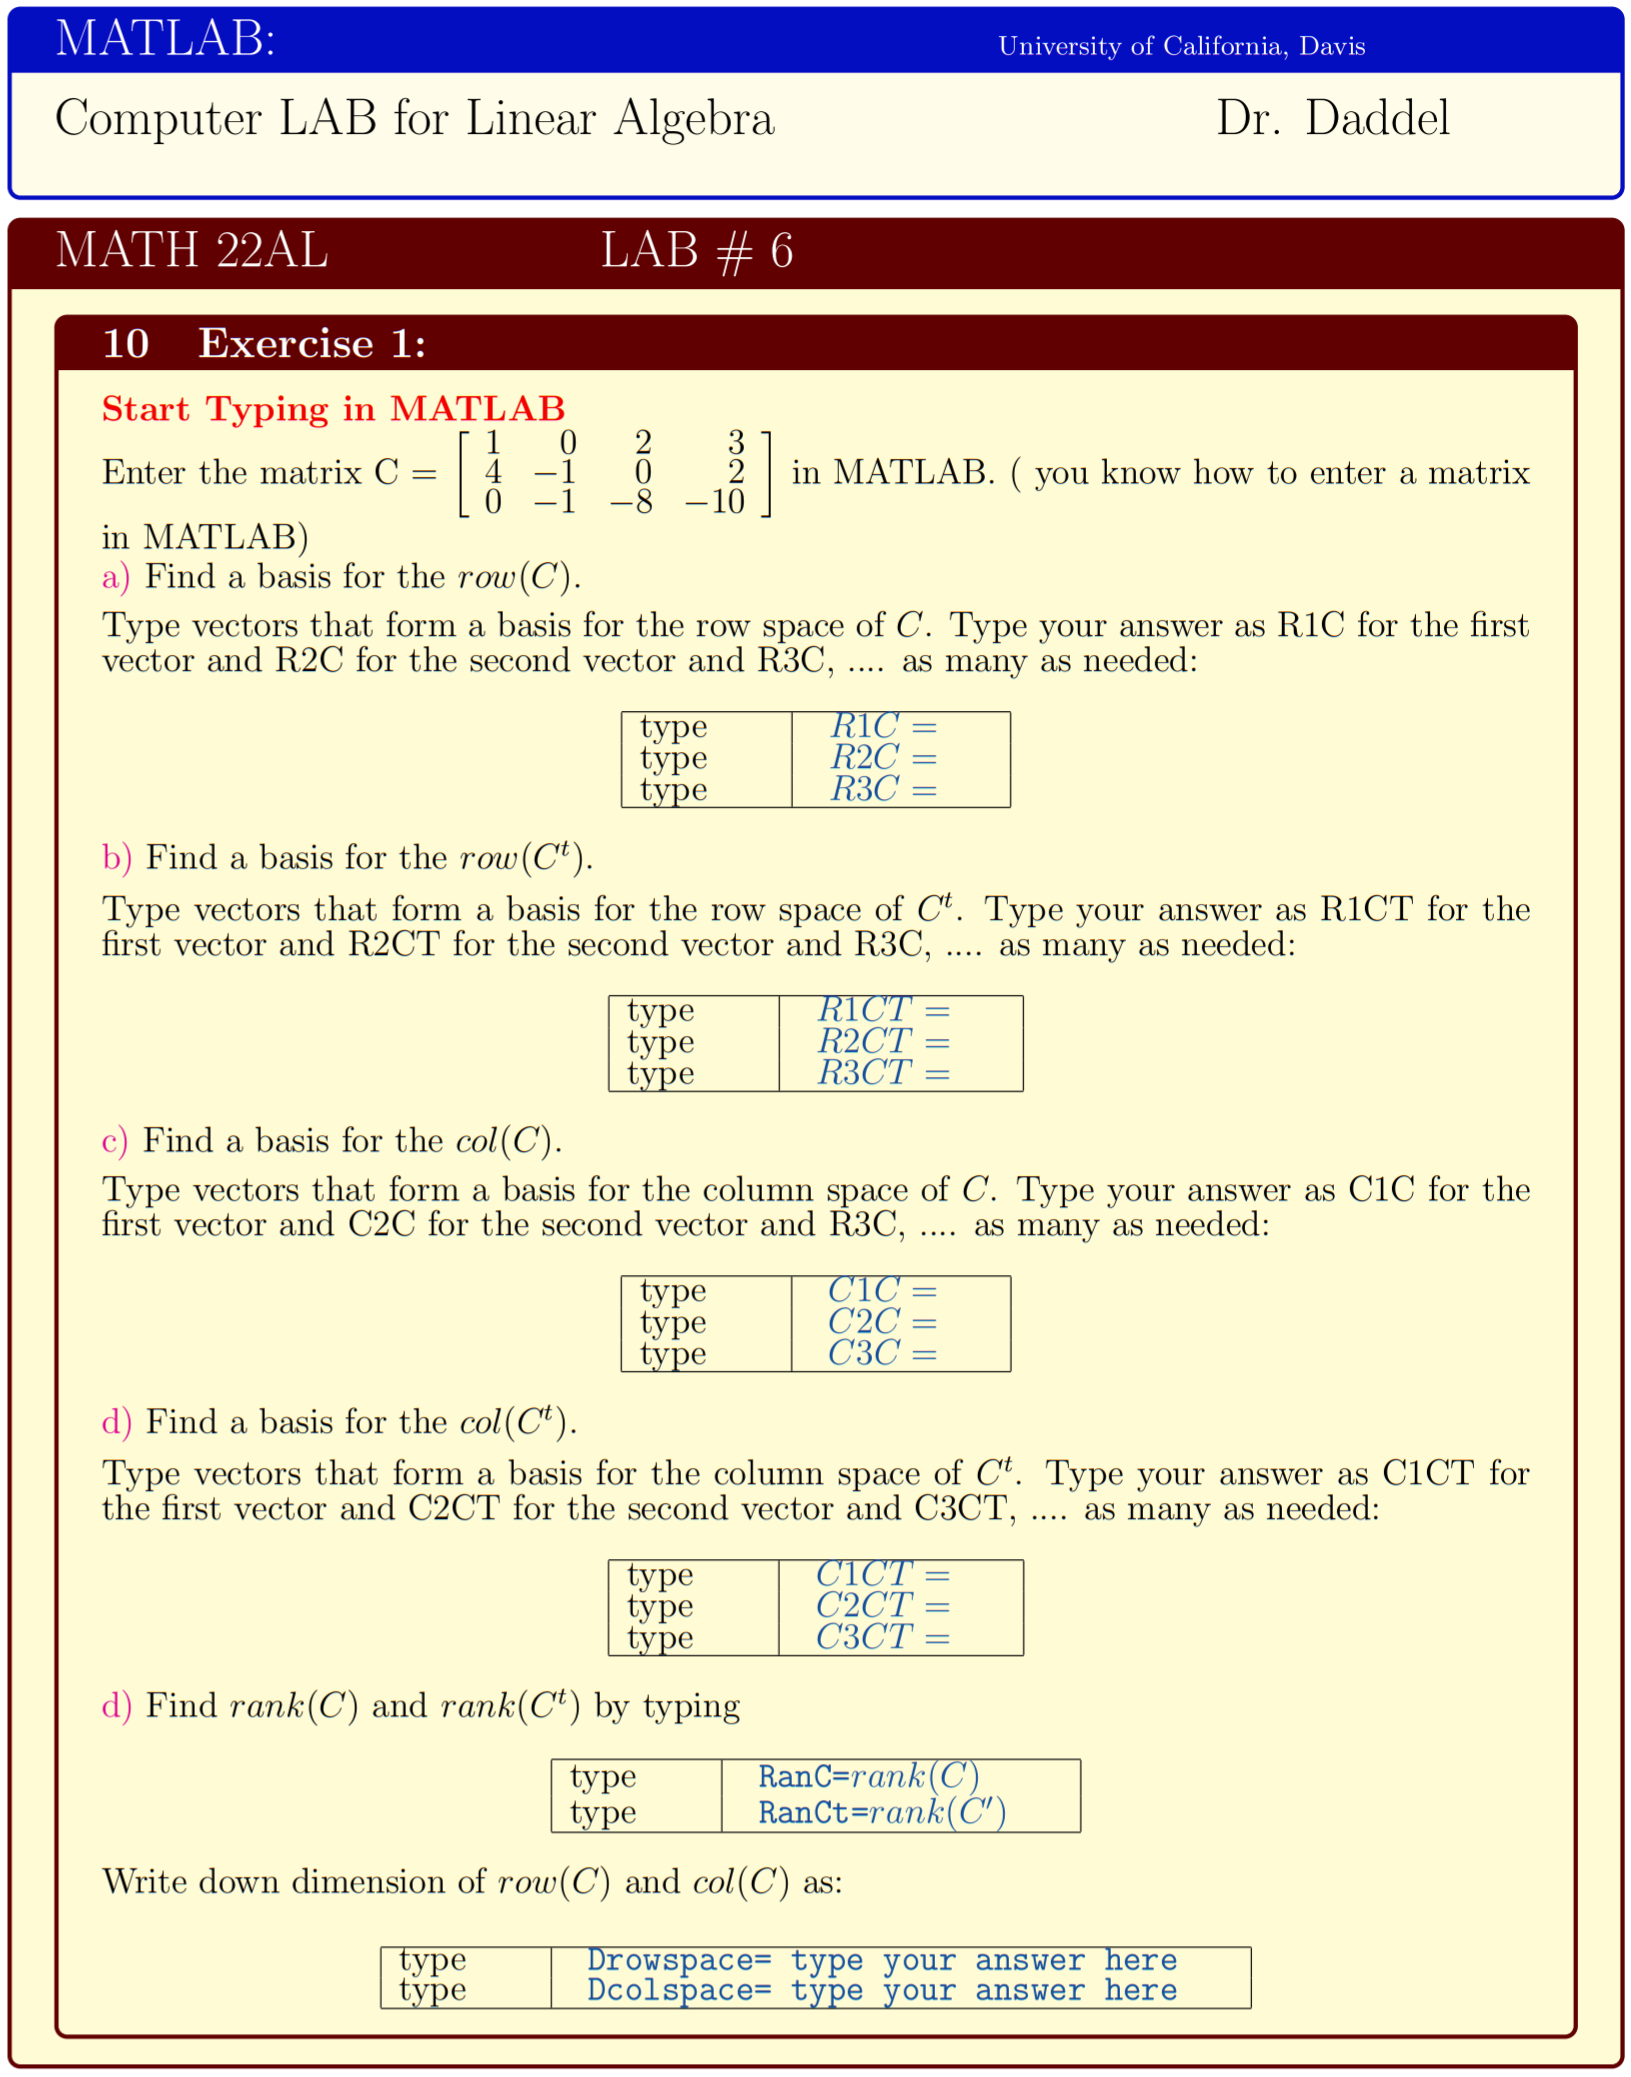 MATLAB: University of California, Davis
Computer LAB for Linear Algebra Dr. Daddel
MATH 22AL LAB # 6
10 Exercise 1:
Start Typing in MATLAB
Enter the matrix C = [ 1 0 2 3
4 −1 0 2
0 −1 −8 −10 ] in MATLAB. ( you know how to enter a matrix
in MATLAB)
a) Find a basis for the row(C).
Type vectors that form a basis for the row space of C. Type your answer as R1C for the first
vector and R2C for the second vector and R3C, .... as many as needed:
type R1C =
type R2C =
type R3C =
b) Find a basis for the row(Cᵗ).
Type vectors that form a basis for the row space of Cᵗ. Type your answer as R1CT for the
first vector and R2CT for the second vector and R3C, .... as many as needed:
type R1CT =
type R2CT =
type R3CT =
c) Find a basis for the col(C).
Type vectors that form a basis for the column space of C. Type your answer as C1C for the
first vector and C2C for the second vector and R3C, .... as many as needed:
type C1C =
type C2C =
type C3C =
d) Find a basis for the col(Cᵗ).
Type vectors that form a basis for the column space of Cᵗ. Type your answer as C1CT for
the first vector and C2CT for the second vector and C3CT, .... as many as needed:
type C1CT =
type C2CT =
type C3CT =
d) Find rank(C) and rank(Cᵗ) by typing
type RanC=rank(C)
type RanCt=rank(C′)
Write down dimension of row(C) and col(C) as:
type Drowspace= type your answer here
type Dcolspace= type your answer here